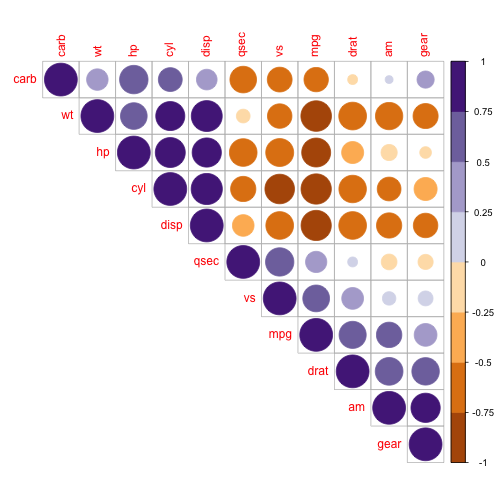 carb wt hp cyl disp qsec vs mpg drat am gear
carb
wt
hp
cyl
disp
qsec
vs
mpg
drat
am
gear
1
0.75
0.5
0.25
0
-0.25
-0.5
-0.75
-1